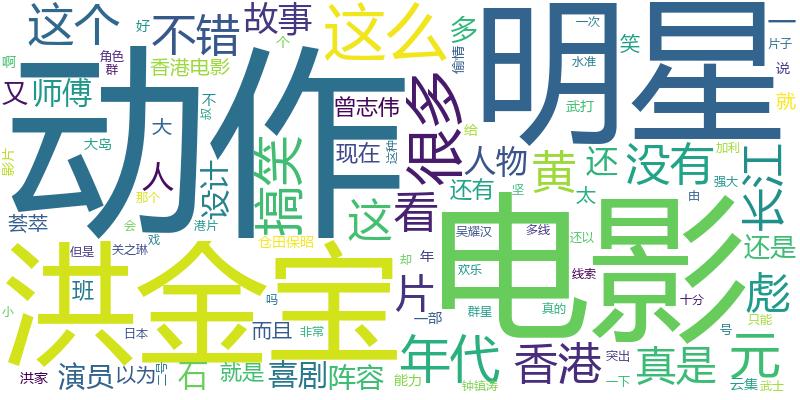 动作
明星
电影
洪金宝
这个
不错
故事
这么
很多
多
笑
一次
水准
偷情
好
个
角色
群
啊
香港电影
又
师傅
曾志伟
武打
就
一
片子
说
大
不
现在
这种
大岛
人
设计
搞笑
这
看
给
人物
黄
还
没有
长江
加利
影片
荟萃
那个
还有
坚
太
由
强大
会
戏
港片
仓田保昭
却
年
吴耀汉
多线
还以
还是
但是
关之琳
班
片
欢乐
线索
十分
彪
小
吗
日本
而且
非常
一部
群星
真的
号
只能
洪家
演员
以为
石
就是
喜剧
阵容
年代
能力
钟镇涛
香港
突出
一下
真是
元
云集
武士